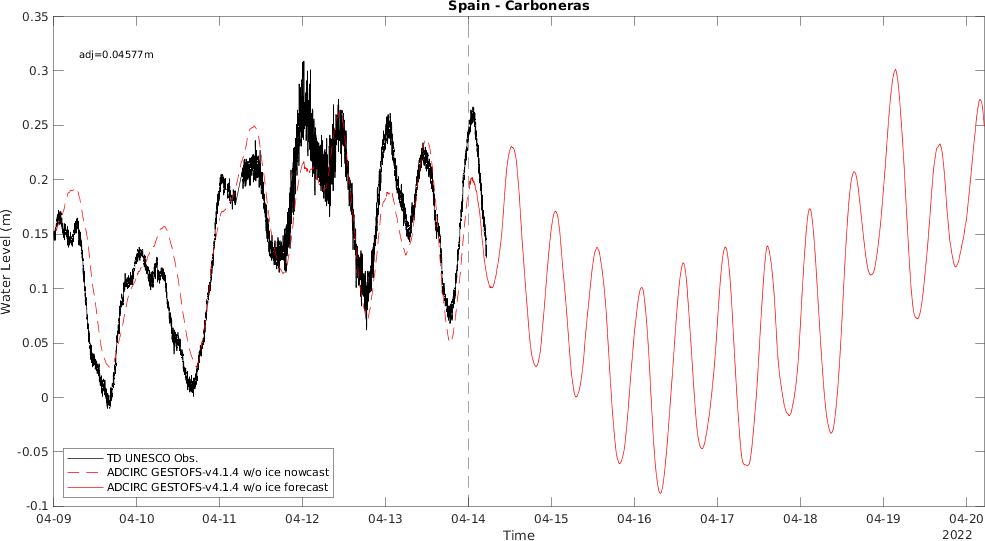 Spain - Carboneras
0.35
0.3
0.25
0.2
0.15
0.1
0.05
0
-0.05
-0.1
Water Level (m)
adj=0.04577m
TD UNESCO Obs.
ADCIRC GESTOFS-v4.1.4 w/o ice nowcast
ADCIRC GESTOFS-v4.1.4 w/o ice forecast
04-09 04-10 04-11 04-12 04-13 04-14 04-15 04-16 04-17 04-18 04-19 04-20
Time
2022